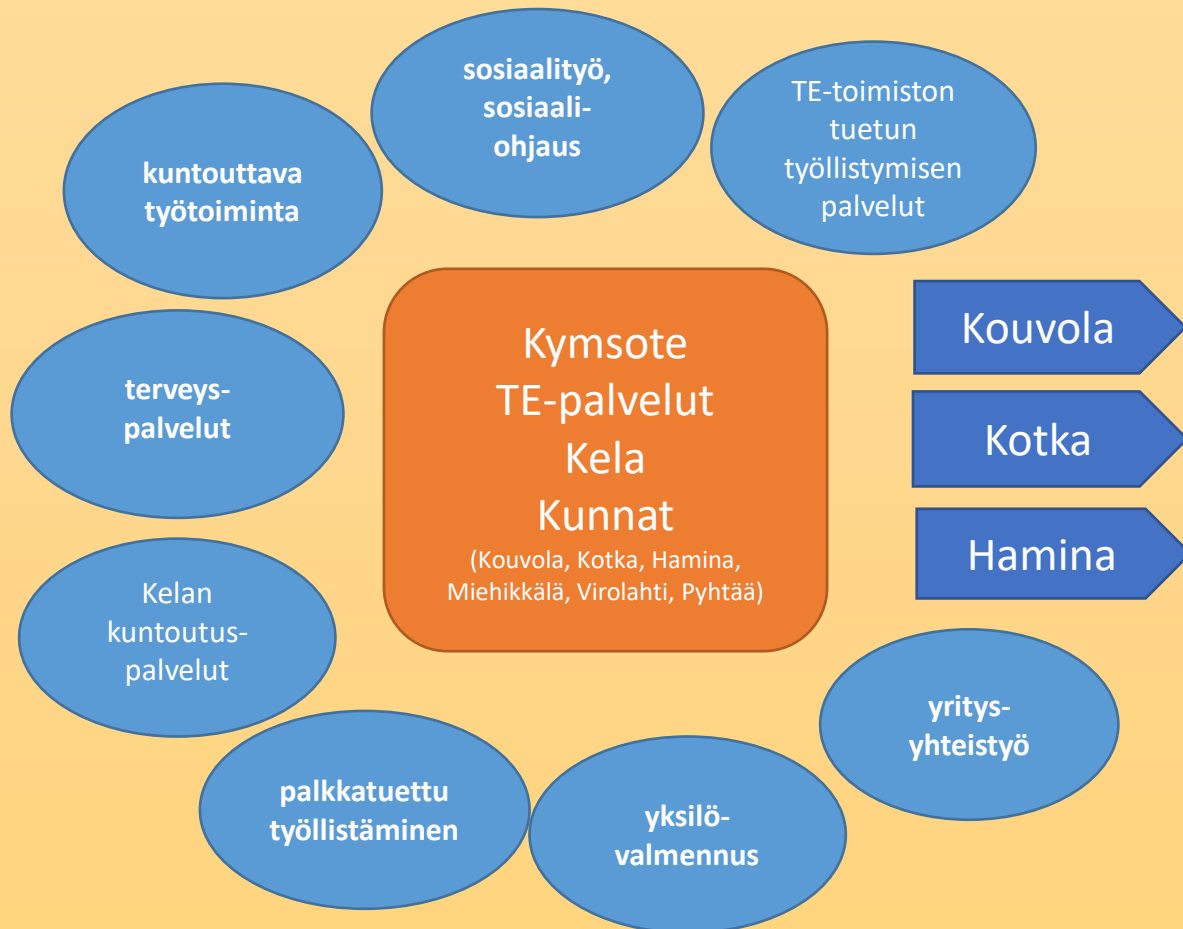 sosiaalityö,
sosiaali-
ohjaus
TE-toimiston
tuetun
työllistymisen
palvelut
kuntouttava
työtoiminta
Kymsote
TE-palvelut
Kela
Kunnat
(Kouvola, Kotka, Hamina,
Miehikkälä, Virolahti, Pyhtää)
Kouvola
Kotka
Hamina
terveys-
palvelut
Kelan
kuntoutus-
palvelut
palkkatuettu
työllistäminen
yksilö-
valmennus
yritys-
yhteistyö